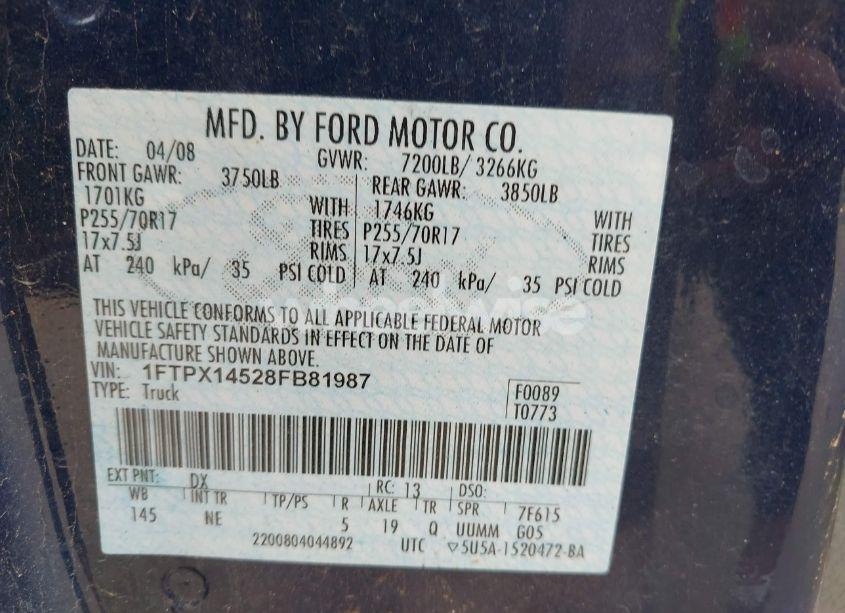 MFD. BY FORD MOTOR CO.
DATE: 04/08 GVWR: 7200LB/ 3266KG
FRONT GAWR: 3750LB REAR GAWR: 3850LB
1701KG WITH 1746KG WITH
P255/70R17 TIRES P255/70R17 TIRES
17x7.5J RIMS 17x7.5J RIMS
AT 240 kPa/ 35 PSI COLD AT 240 kPa/ 35 PSI COLD
THIS VEHICLE CONFORMS TO ALL APPLICABLE FEDERAL MOTOR
VEHICLE SAFETY STANDARDS IN EFFECT ON THE DATE OF
MANUFACTURE SHOWN ABOVE.
VIN: 1FTPX14528FB81987 F0089
TYPE: Truck T0773
EXT PNT: DX RC: 13 DSO:
WB INT TR TP/PS R AXLE TR SPR 7F615
145 NE 5 19 Q UUMM G05
2200804044892 UTC ▽5U5A-1520472-BA